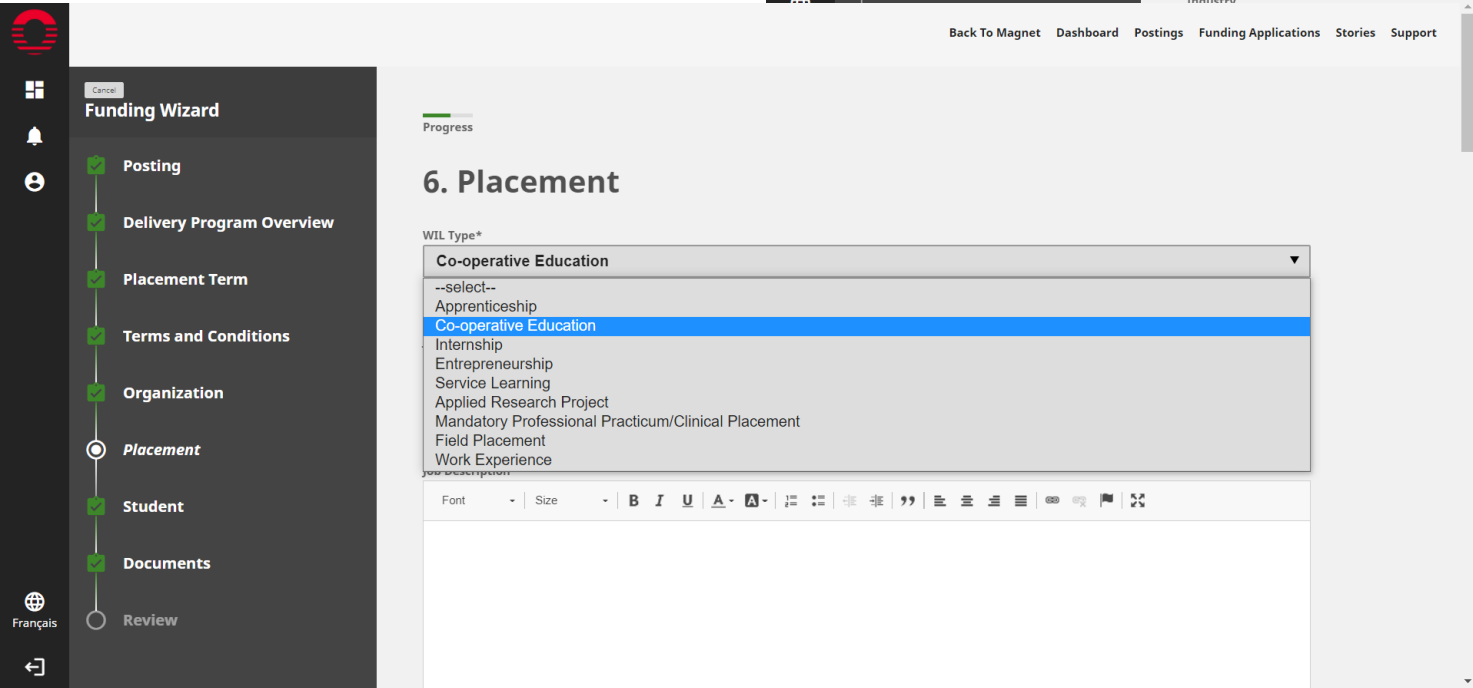 Industry
Back To Magnet Dashboard Postings Funding Applications Stories Support
Cancel
Funding Wizard
Posting
Delivery Program Overview
Placement Term
Terms and Conditions
Organization
Placement
Student
Documents
Review
Français
Progress
6. Placement
WIL Type*
Co-operative Education
--select--
Apprenticeship
Co-operative Education
Internship
Entrepreneurship
Service Learning
Applied Research Project
Mandatory Professional Practicum/Clinical Placement
Field Placement
Work Experience
Job Description
Font Size B I U A A